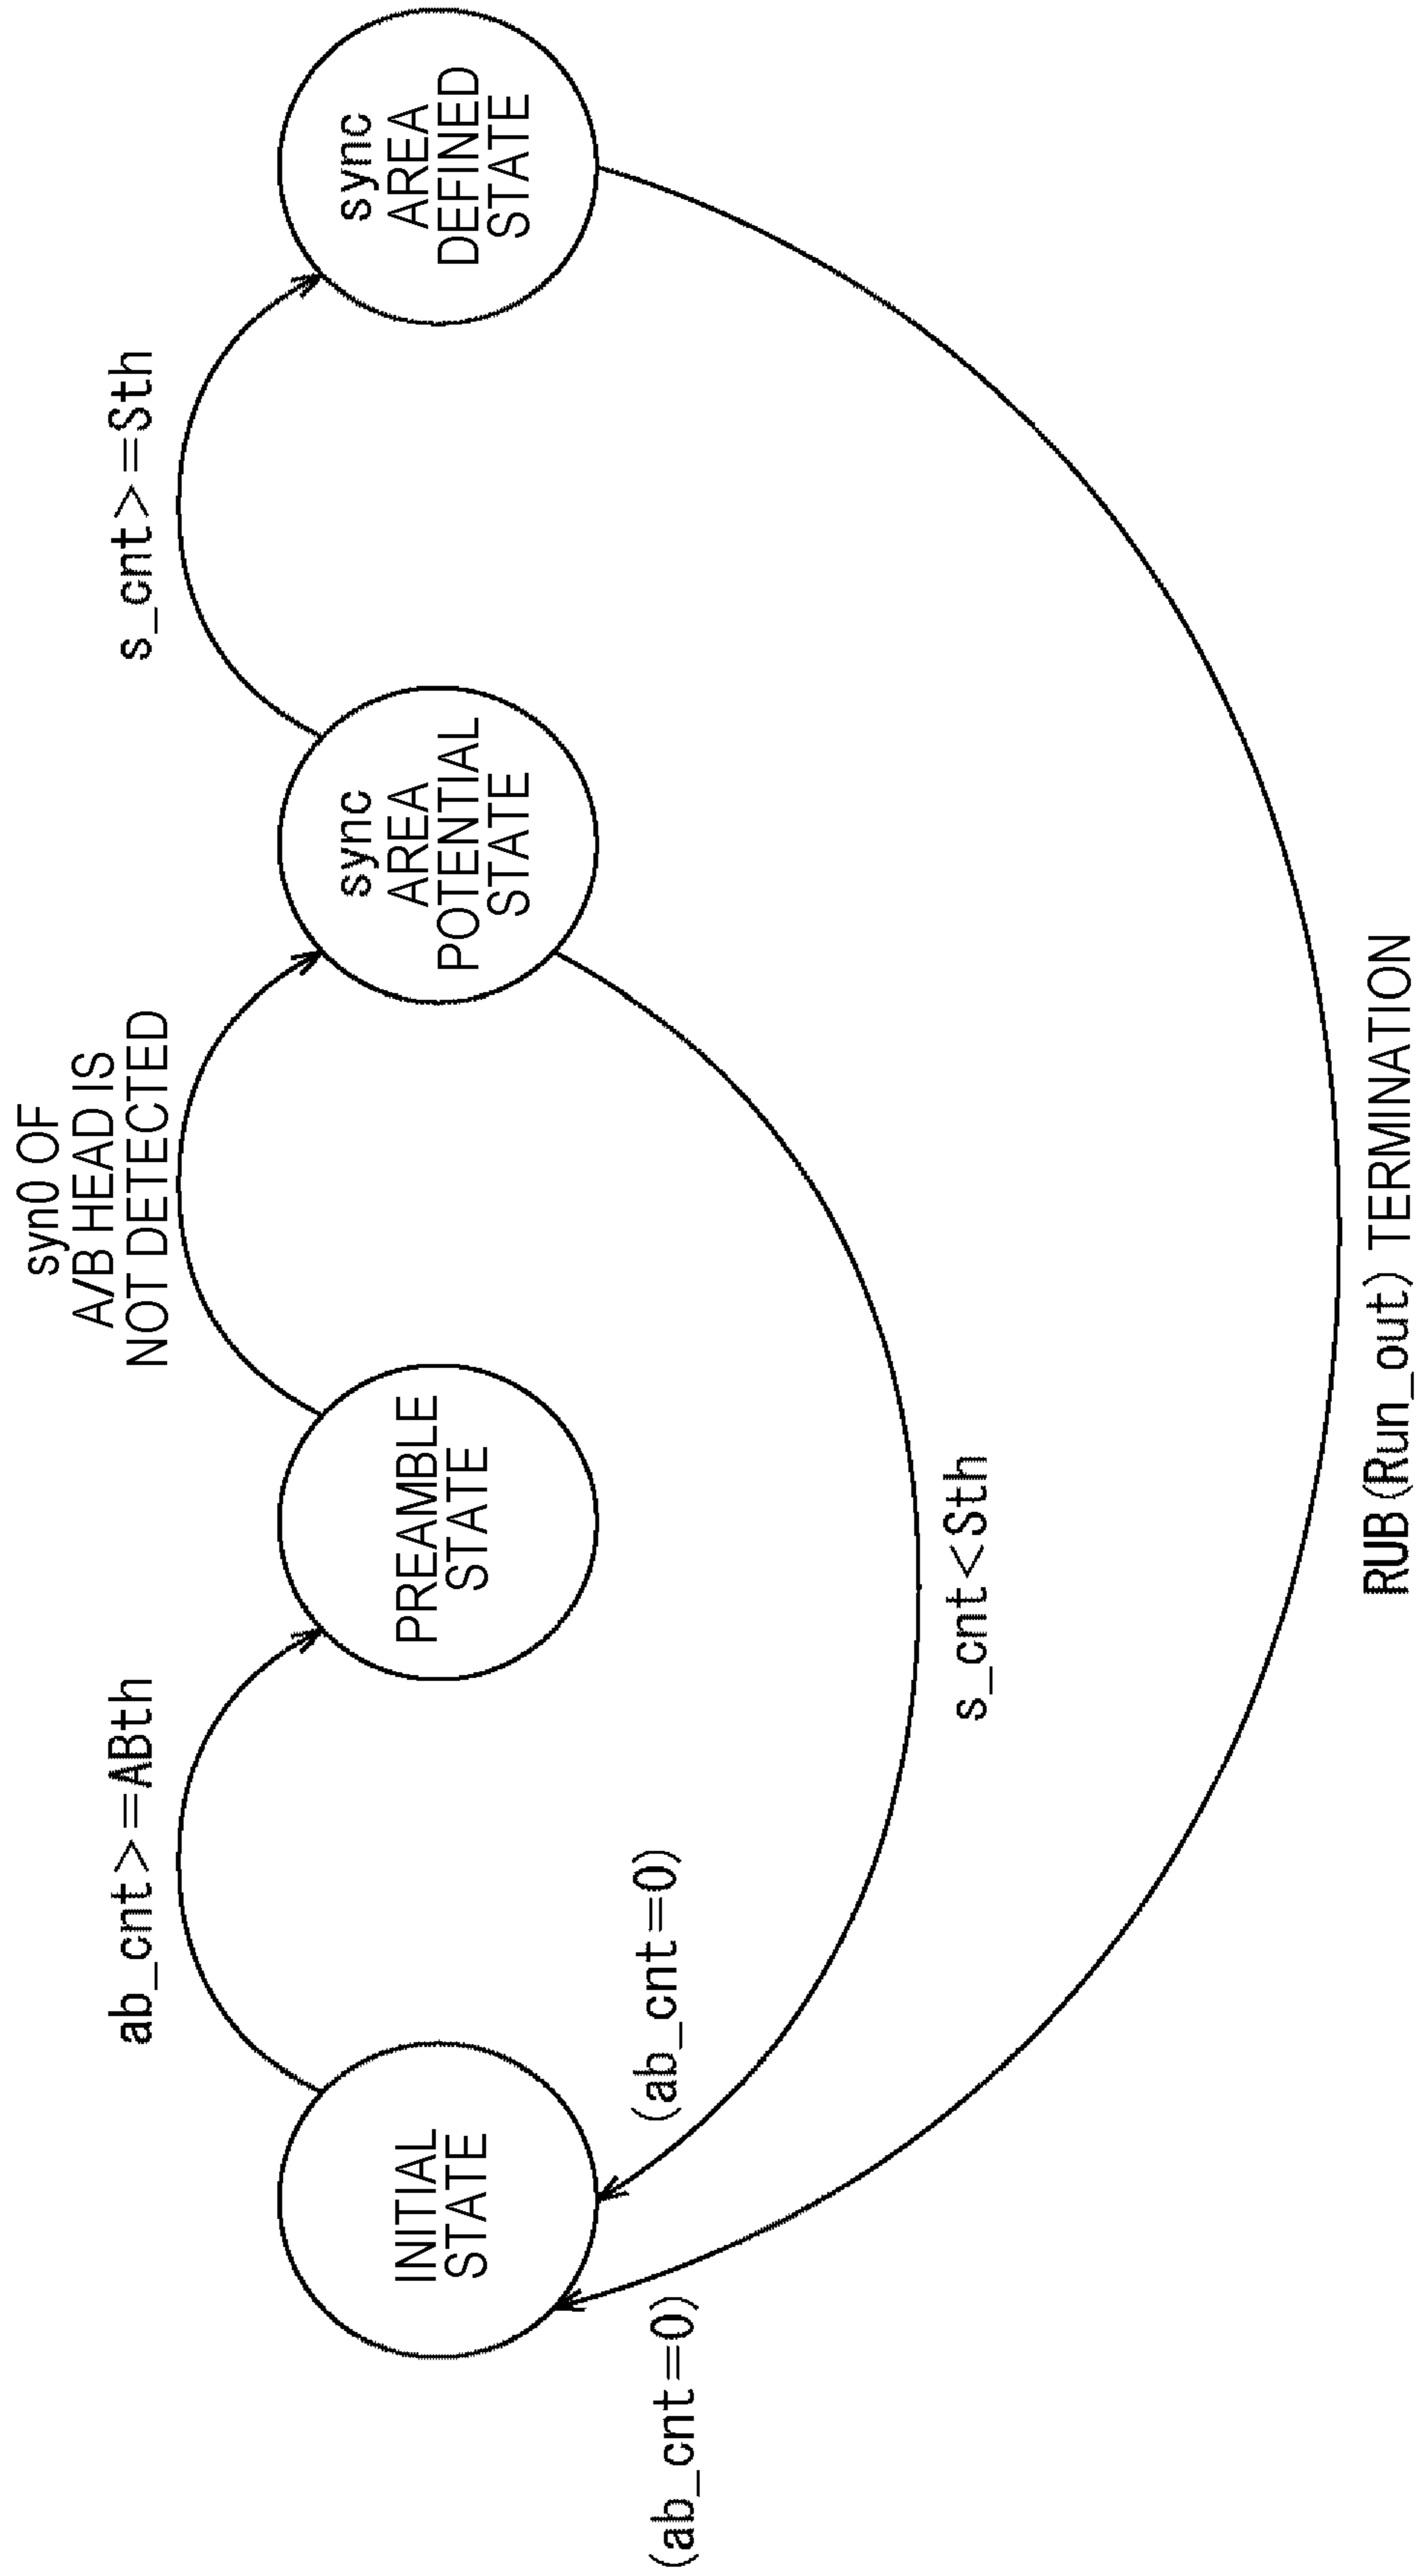 syn0 OF
A/B HEAD IS
NOT DETECTED
ab_cnt>=ABth
s_cnt>=Sth
INITIAL
STATE
PREAMBLE
STATE
sync
AREA
POTENTIAL
STATE
sync
AREA
DEFINED
STATE
(ab_cnt=0)
(ab_cnt=0)
s_cnt<Sth
RUB(Run_out) TERMINATION